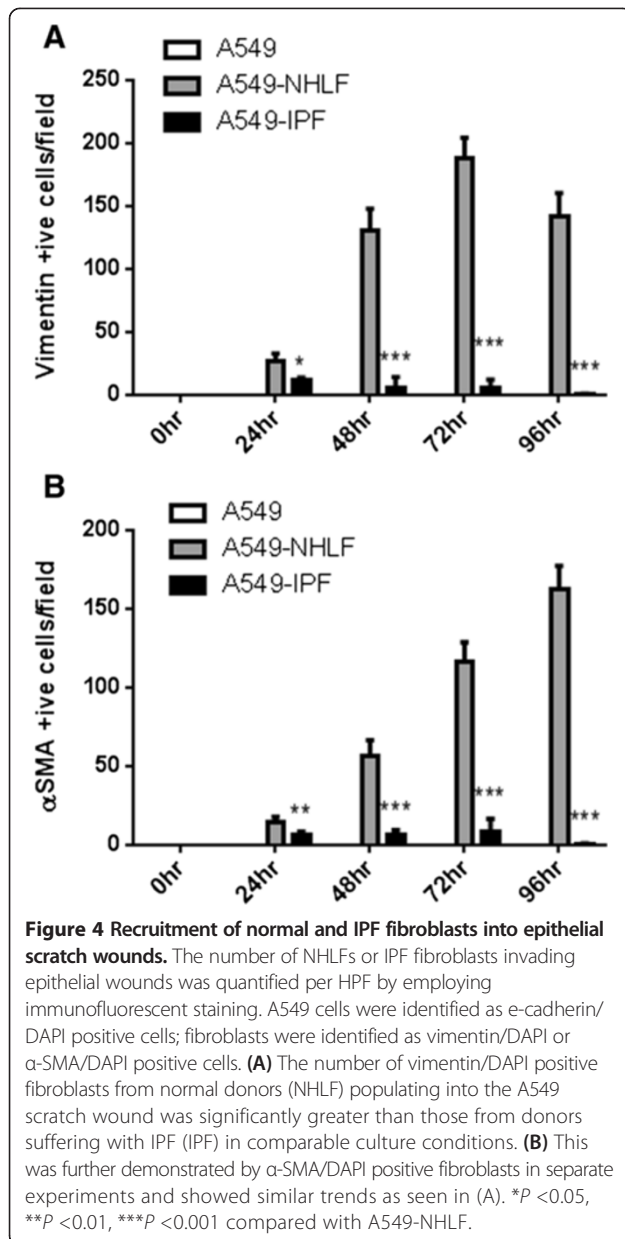 A
A549
A549-NHLF
A549-IPF
Vimentin +ive cells/field
250
200
150
100
50
0
*
***
***
***
0hr
24hr
48hr
72hr
96hr
B
A549
A549-NHLF
A549-IPF
αSMA +ive cells/field
200
150
100
50
0
**
***
***
***
0hr
24hr
48hr
72hr
96hr
Figure 4 Recruitment of normal and IPF fibroblasts into epithelial
scratch wounds. The number of NHLFs or IPF fibroblasts invading
epithelial wounds was quantified per HPF by employing
immunofluorescent staining. A549 cells were identified as e-cadherin/
DAPI positive cells; fibroblasts were identified as vimentin/DAPI or
α-SMA/DAPI positive cells. (A) The number of vimentin/DAPI positive
fibroblasts from normal donors (NHLF) populating into the A549
scratch wound was significantly greater than those from donors
suffering with IPF (IPF) in comparable culture conditions. (B) This
was further demonstrated by α-SMA/DAPI positive fibroblasts in separate
experiments and showed similar trends as seen in (A). *P <0.05,
**P <0.01, ***P <0.001 compared with A549-NHLF.